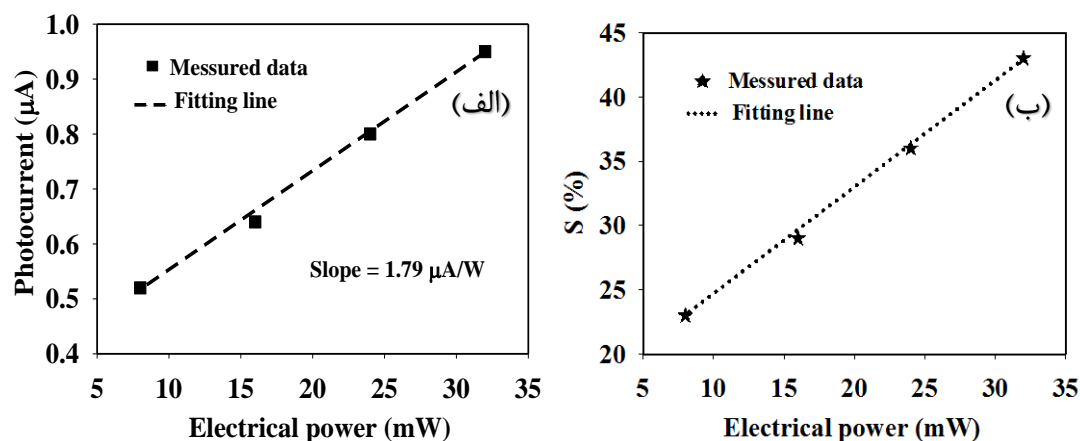 1.0
0.9
0.8
0.7
0.6
0.5
0.4
Photocurrent (µA)
Messured data
Fitting line
(الف)
Slope = 1.79 µA/W
5 10 15 20 25 30 35
Electrical power (mW)
45
40
35
30
25
20
S (%)
Messured data
Fitting line
(ب)
5 10 15 20 25 30 35
Electrical power (mW)